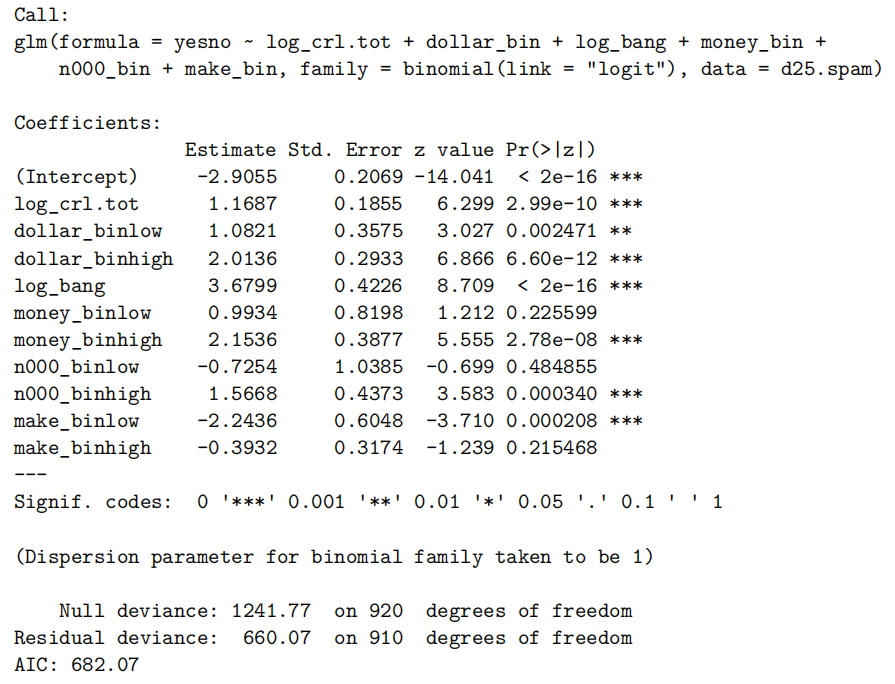 Call:
glm(formula = yesno ~ log_crl.tot + dollar_bin + log_bang + money_bin +
    n000_bin + make_bin, family = binomial(link = "logit"), data = d25.spam)

Coefficients:
               Estimate Std. Error z value Pr(>|z|)
(Intercept)     -2.9055     0.2069 -14.041  < 2e-16 ***
log_crl.tot      1.1687     0.1855   6.299 2.99e-10 ***
dollar_binlow    1.0821     0.3575   3.027 0.002471 **
dollar_binhigh   2.0136     0.2933   6.866 6.60e-12 ***
log_bang         3.6799     0.4226   8.709  < 2e-16 ***
money_binlow     0.9934     0.8198   1.212 0.225599
money_binhigh    2.1536     0.3877   5.555 2.78e-08 ***
n000_binlow     -0.7254     1.0385  -0.699 0.484855
n000_binhigh     1.5668     0.4373   3.583 0.000340 ***
make_binlow     -2.2436     0.6048  -3.710 0.000208 ***
make_binhigh    -0.3932     0.3174  -1.239 0.215468
---
Signif. codes:  0 '***' 0.001 '**' 0.01 '*' 0.05 '.' 0.1 ' ' 1

(Dispersion parameter for binomial family taken to be 1)

    Null deviance: 1241.77  on 920  degrees of freedom
Residual deviance:  660.07  on 910  degrees of freedom
AIC: 682.07